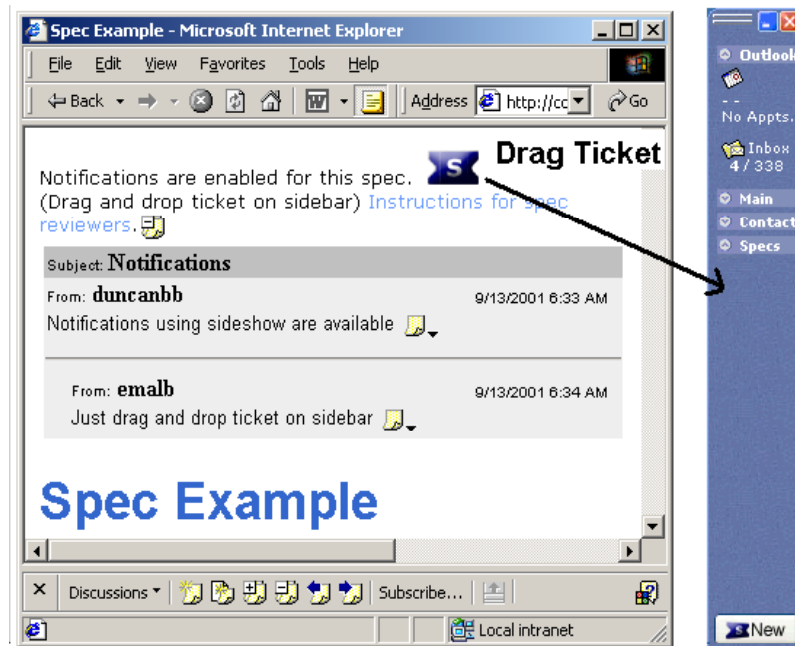 Spec Example - Microsoft Internet Explorer
File Edit View Favorites Tools Help
Back Address http://cc Go
Drag Ticket
S
Notifications are enabled for this spec.
(Drag and drop ticket on sidebar) Instructions for spec
reviewers.
Subject: Notifications
From: duncanbb 9/13/2001 6:33 AM
Notifications using sideshow are available
From: emalb 9/13/2001 6:34 AM
Just drag and drop ticket on sidebar
Spec Example
Discussions Subscribe...
Local intranet
Outlook
- -
No Appts.
Inbox
4 / 338
Main
Contact
Specs
New